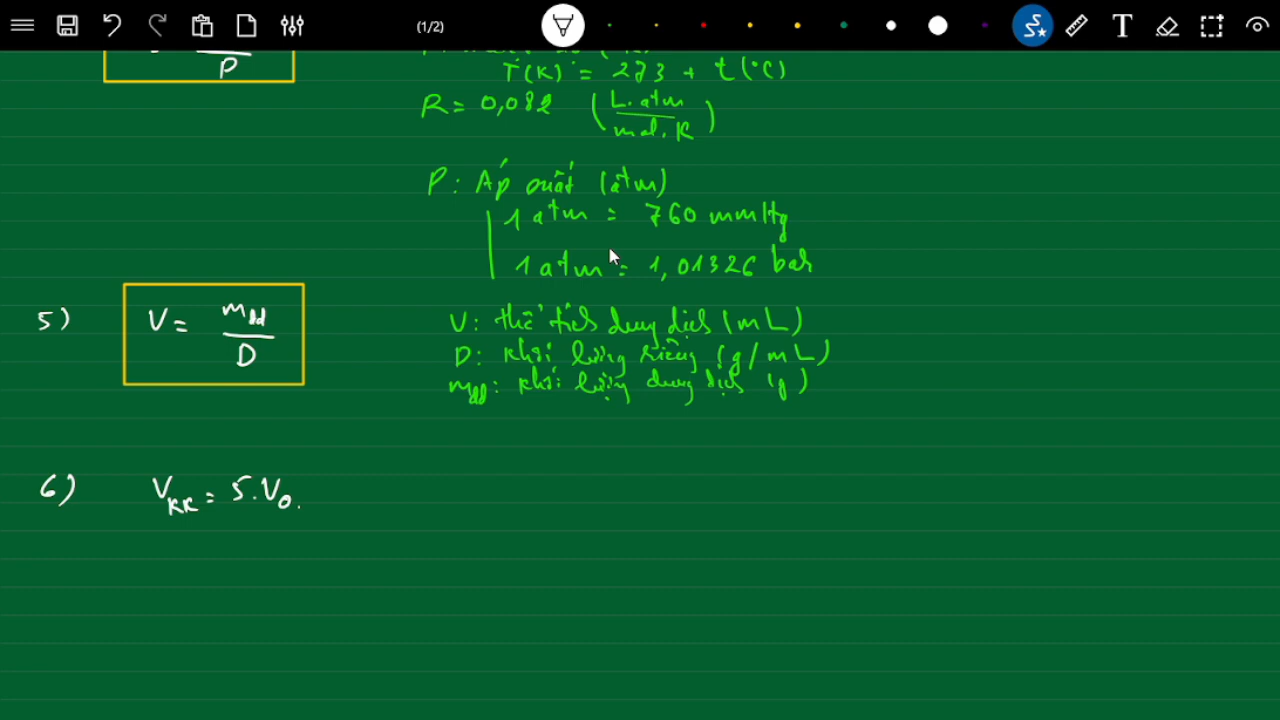 (1/2)
T
P
T(K) = 273 + t(°C)
R = 0,082 (L.atm / mol.K)
P: Áp suất (atm)
1 atm = 760 mmHg
1 atm = 1,01326 bar
5) V = mdd / D
V: thể tích dung dịch (mL)
D: khối lượng riêng (g/mL)
mdd: khối lượng dung dịch (g)
6) VKK = 5.VO.